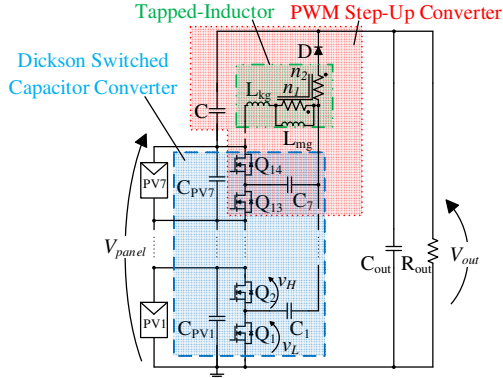 Tapped-Inductor
PWM Step-Up Converter
Dickson Switched
Capacitor Converter
D
n2
n1
Lkg
Lmg
C
PV7
CPV7
Q14
Q13
C7
Vpanel
vH
Q2
C1
PV1
CPV1
Q1
vL
Cout
Rout
Vout